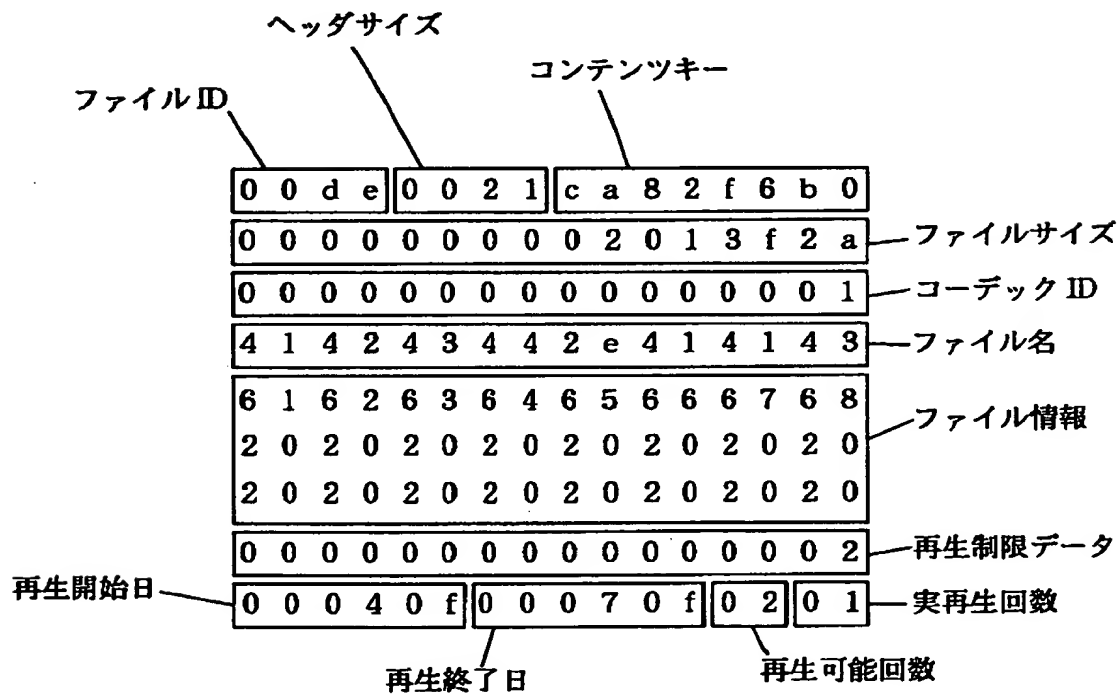 ヘッダサイズ
コンテンツキー
ファイル ID
0 0 d e 0 0 2 1 c a 8 2 f 6 b 0
0 0 0 0 0 0 0 0 0 2 0 1 3 f 2 a ファイルサイズ
0 0 0 0 0 0 0 0 0 0 0 0 0 0 0 1 コーデック ID
4 1 4 2 4 3 4 4 2 e 4 1 4 1 4 3 ファイル名
6 1 6 2 6 3 6 4 6 5 6 6 6 7 6 8
ファイル情報
2 0 2 0 2 0 2 0 2 0 2 0 2 0 2 0
2 0 2 0 2 0 2 0 2 0 2 0 2 0 2 0
0 0 0 0 0 0 0 0 0 0 0 0 0 0 0 2 再生制限データ
再生開始日 0 0 0 4 0 f 0 0 0 7 0 f 0 2 0 1 実再生回数
再生終了日 再生可能回数